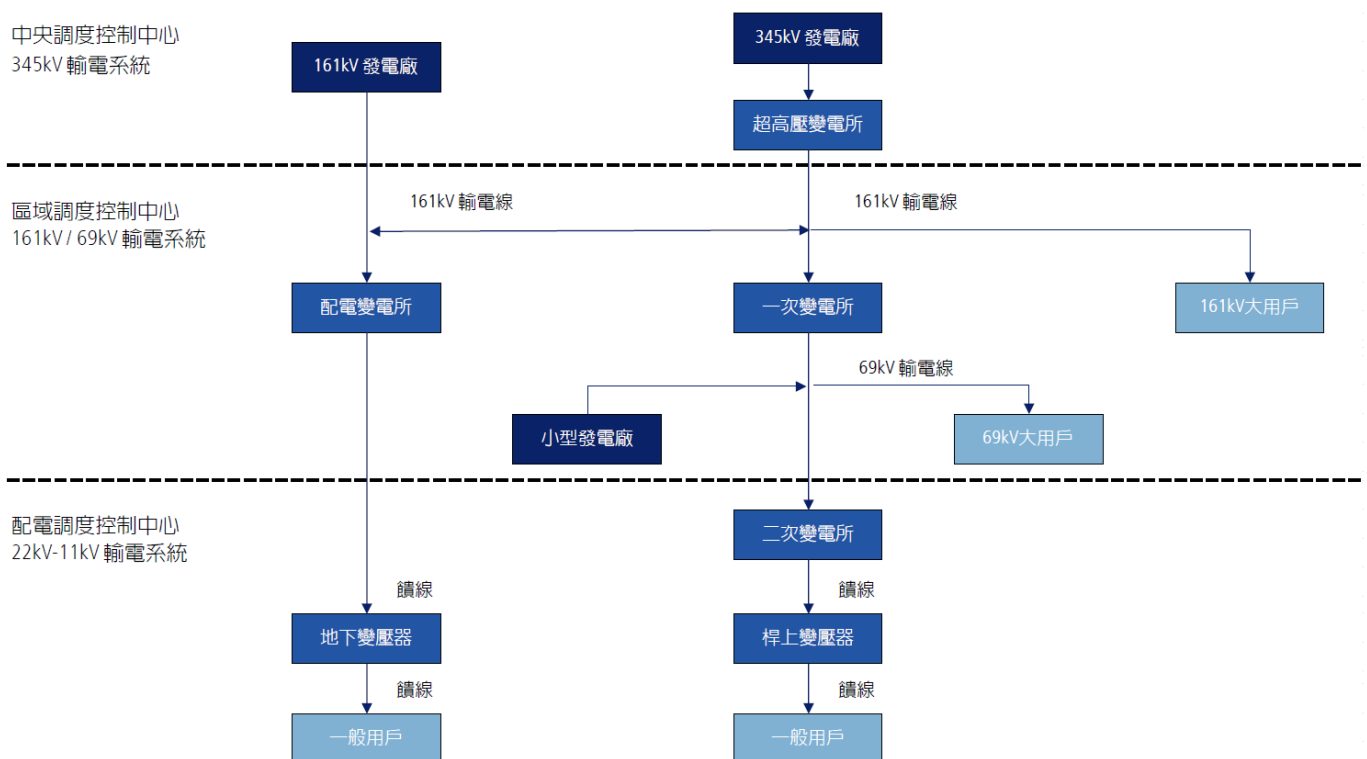 中央調度控制中心
345kV 輸電系統
161kV 發電廠
345kV 發電廠
超高壓變電所
區域調度控制中心
161kV / 69kV 輸電系統
161kV 輸電線
161kV 輸電線
配電變電所
一次變電所
161kV大用戶
69kV 輸電線
小型發電廠
69kV大用戶
配電調度控制中心
22kV-11kV 輸電系統
二次變電所
饋線
饋線
地下變壓器
桿上變壓器
饋線
饋線
一般用戶
一般用戶